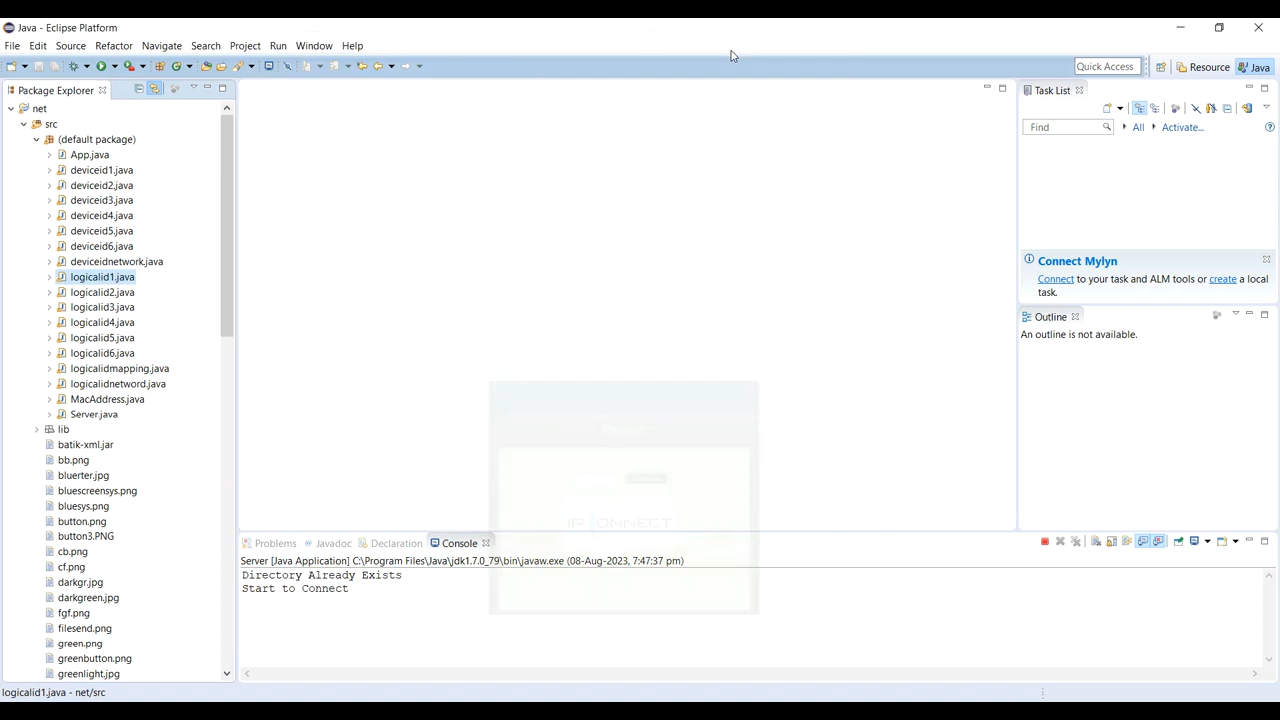 Java - Eclipse Platform
File Edit Source Refactor Navigate Search Project Run Window Help
Quick Access Resource Java
Package Explorer
net
src
(default package)
App.java
deviceid1.java
deviceid2.java
deviceid3.java
deviceid4.java
deviceid5.java
deviceid6.java
deviceidnetwork.java
logicalid1.java
logicalid2.java
logicalid3.java
logicalid4.java
logicalid5.java
logicalid6.java
logicalidmapping.java
logicalidnetword.java
MacAddress.java
Server.java
lib
batik-xml.jar
bb.png
bluerter.jpg
bluescreensys.png
bluesys.png
button.png
button3.PNG
cb.png
cf.png
darkgr.jpg
darkgreen.jpg
fgf.png
filesend.png
green.png
greenbutton.png
greenlight.jpg
Task List
Find All Activate...
Connect Mylyn
Connect to your task and ALM tools or create a local
task.
Outline
An outline is not available.
Problems Javadoc Declaration Console
Server [Java Application] C:\Program Files\Java\jdk1.7.0_79\bin\javaw.exe (08-Aug-2023, 7:47:37 pm)
Directory Already Exists
Start to Connect
logicalid1.java - net/src